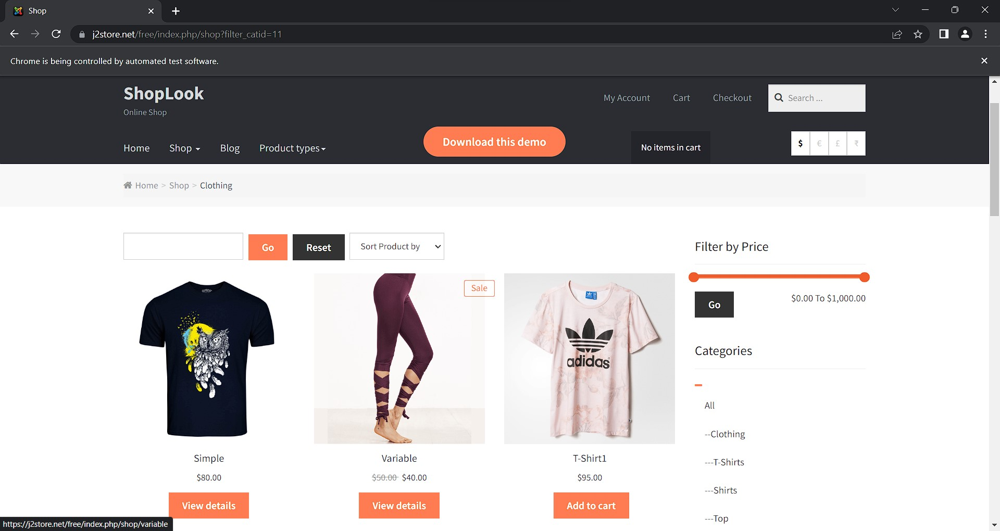 Shop
j2store.net/free/index.php/shop?filter_catid=11
Chrome is being controlled by automated test software.
ShopLook
Online Shop
My Account
Cart
Checkout
Search ...
Home
Shop
Blog
Product types
Download this demo
No items in cart
$
€
£
₹
Home > Shop > Clothing
Go
Reset
Sort Product by
Sale
adidas
Simple
$80.00
View details
Variable
$50.00 $40.00
View details
T-Shirt1
$95.00
Add to cart
Filter by Price
Go
$0.00 To $1,000.00
Categories
All
--Clothing
---T-Shirts
---Shirts
---Top
https://j2store.net/free/index.php/shop/variable